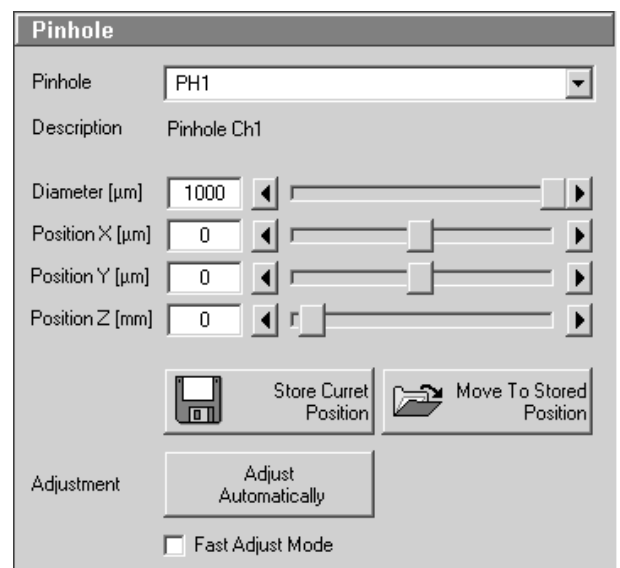 Pinhole
Pinhole PH1
Description Pinhole Ch1
Diameter [µm] 1000
Position X [µm] 0
Position Y [µm] 0
Position Z [mm] 0
Store Curret
Position
Move To Stored
Position
Adjustment
Adjust
Automatically
Fast Adjust Mode